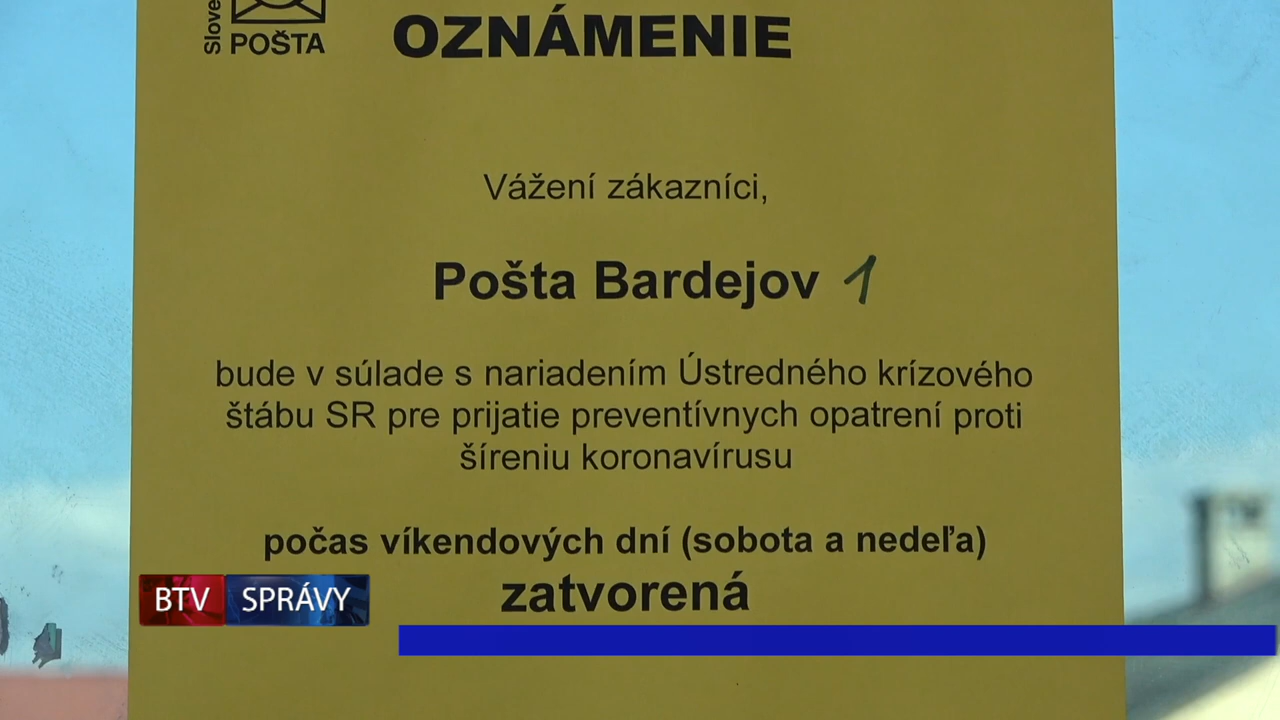 POŠTA
OZNÁMENIE
Vážení zákazníci,
Pošta Bardejov 1
bude v súlade s nariadením Ústredného krízového
štábu SR pre prijatie preventívnych opatrení proti
šíreniu koronavírusu
počas víkendových dní (sobota a nedeľa)
zatvorená
BTV SPRÁVY